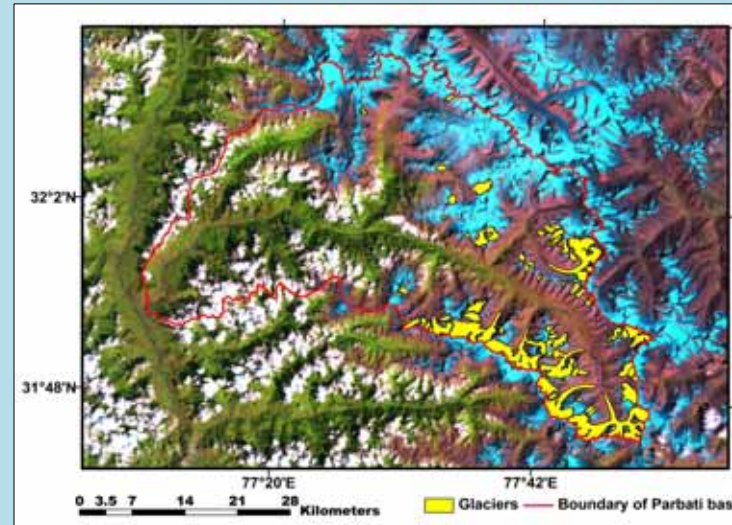 32°2'N
31°48'N
77°20'E
77°42'E
0 3.5 7 14 21 28
Kilometers
Glaciers
Boundary of Parbati bas